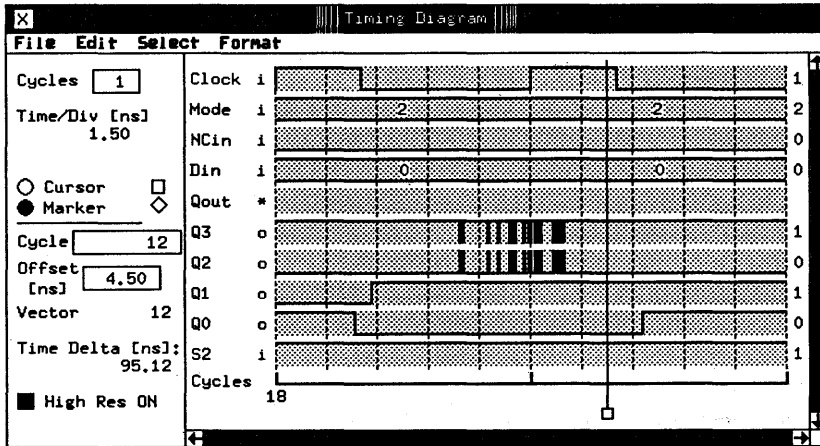 Timing Diagram
File Edit Select Format
Cycles 1
Time/Div [ns]
1.50
Cursor
Marker
Cycle 12
Offset 4.50
[ns]
Vector 12
Time Delta [ns]:
95.12
High Res ON
Clock i 1
Mode i 2 2 2
NCin i 0
Din i 0 0 0
Qout *
Q3 o 1
Q2 o 0
Q1 o 1
Q0 o 0
S2 i 1
Cycles
18